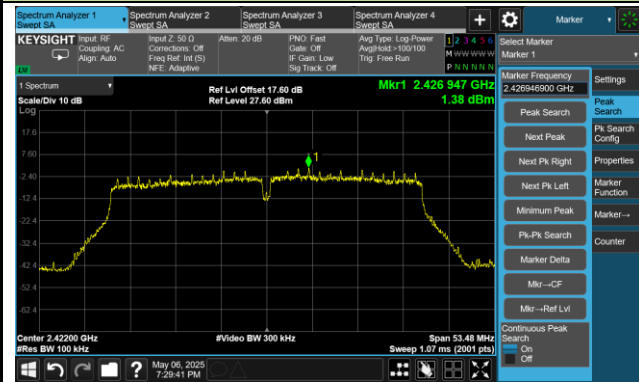 Spectrum Analyzer 1
Swept SA
Spectrum Analyzer 2
Swept SA
Spectrum Analyzer 3
Swept SA
Spectrum Analyzer 4
Swept SA
+
Marker
KEYSIGHT
Input: RF
Coupling: AC
Align: Auto
Input Z: 50 Ω
Corrections: Off
Freq Ref: Int (S)
NFE: Adaptive
Atten: 20 dB
PNO: Fast
Gate: Off
IF Gain: Low
Sig Track: Off
Avg Type: Log-Power
Avg|Hold:>100/100
Trig: Free Run
1 2 3 4 5 6
M W W W W W
P N N N N N
Select Marker
Marker 1
1 Spectrum
Scale/Div 10 dB
Log
Ref Lvl Offset 17.60 dB
Ref Level 27.60 dBm
Mkr1 2.426 947 GHz
1.38 dBm
17.6
7.60
-2.40
-12.4
-22.4
-32.4
-42.4
-52.4
-62.4
1
Center 2.42200 GHz
#Res BW 100 kHz
#Video BW 300 kHz
Span 53.48 MHz
Sweep 1.07 ms (2001 pts)
Marker Frequency
2.426946900 GHz
Peak Search
Next Peak
Next Pk Right
Next Pk Left
Minimum Peak
Pk-Pk Search
Marker Delta
Mkr→CF
Mkr→Ref Lvl
Continuous Peak
Search
On
Off
Settings
Peak
Search
Pk Search
Config
Properties
Marker
Function
Marker→
Counter
?
May 06, 2025
7:29:41 PM